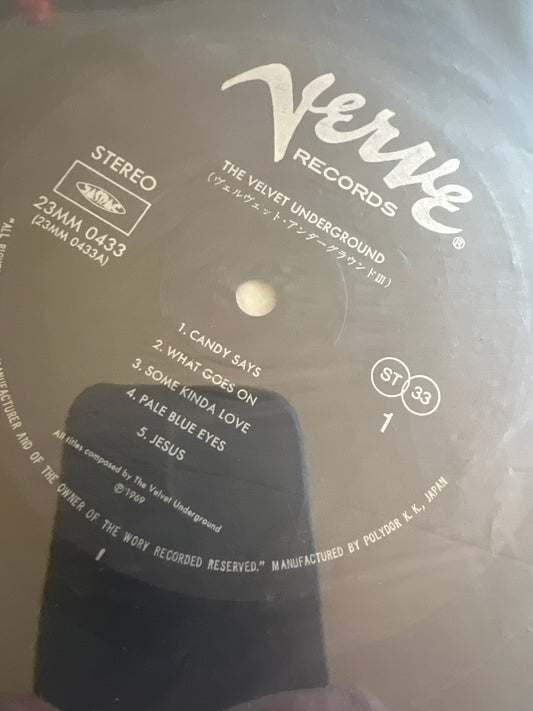 VERVE
RECORDS
®
THE VELVET UNDERGROUND
(ヴェルヴェット・アンダーグラウンドIII)
STEREO
JASRAC
23MM 0433
(23MM 0433A)
1. CANDY SAYS
2. WHAT GOES ON
3. SOME KINDA LOVE
4. PALE BLUE EYES
5. JESUS
ST 33
1
All titles composed by The Velvet Underground
℗1969
"ALL
MANUFACTURER AND OF THE OWNER OF THE WORK RECORDED RESERVED." MANUFACTURED BY POLYDOR K. K., JAPAN